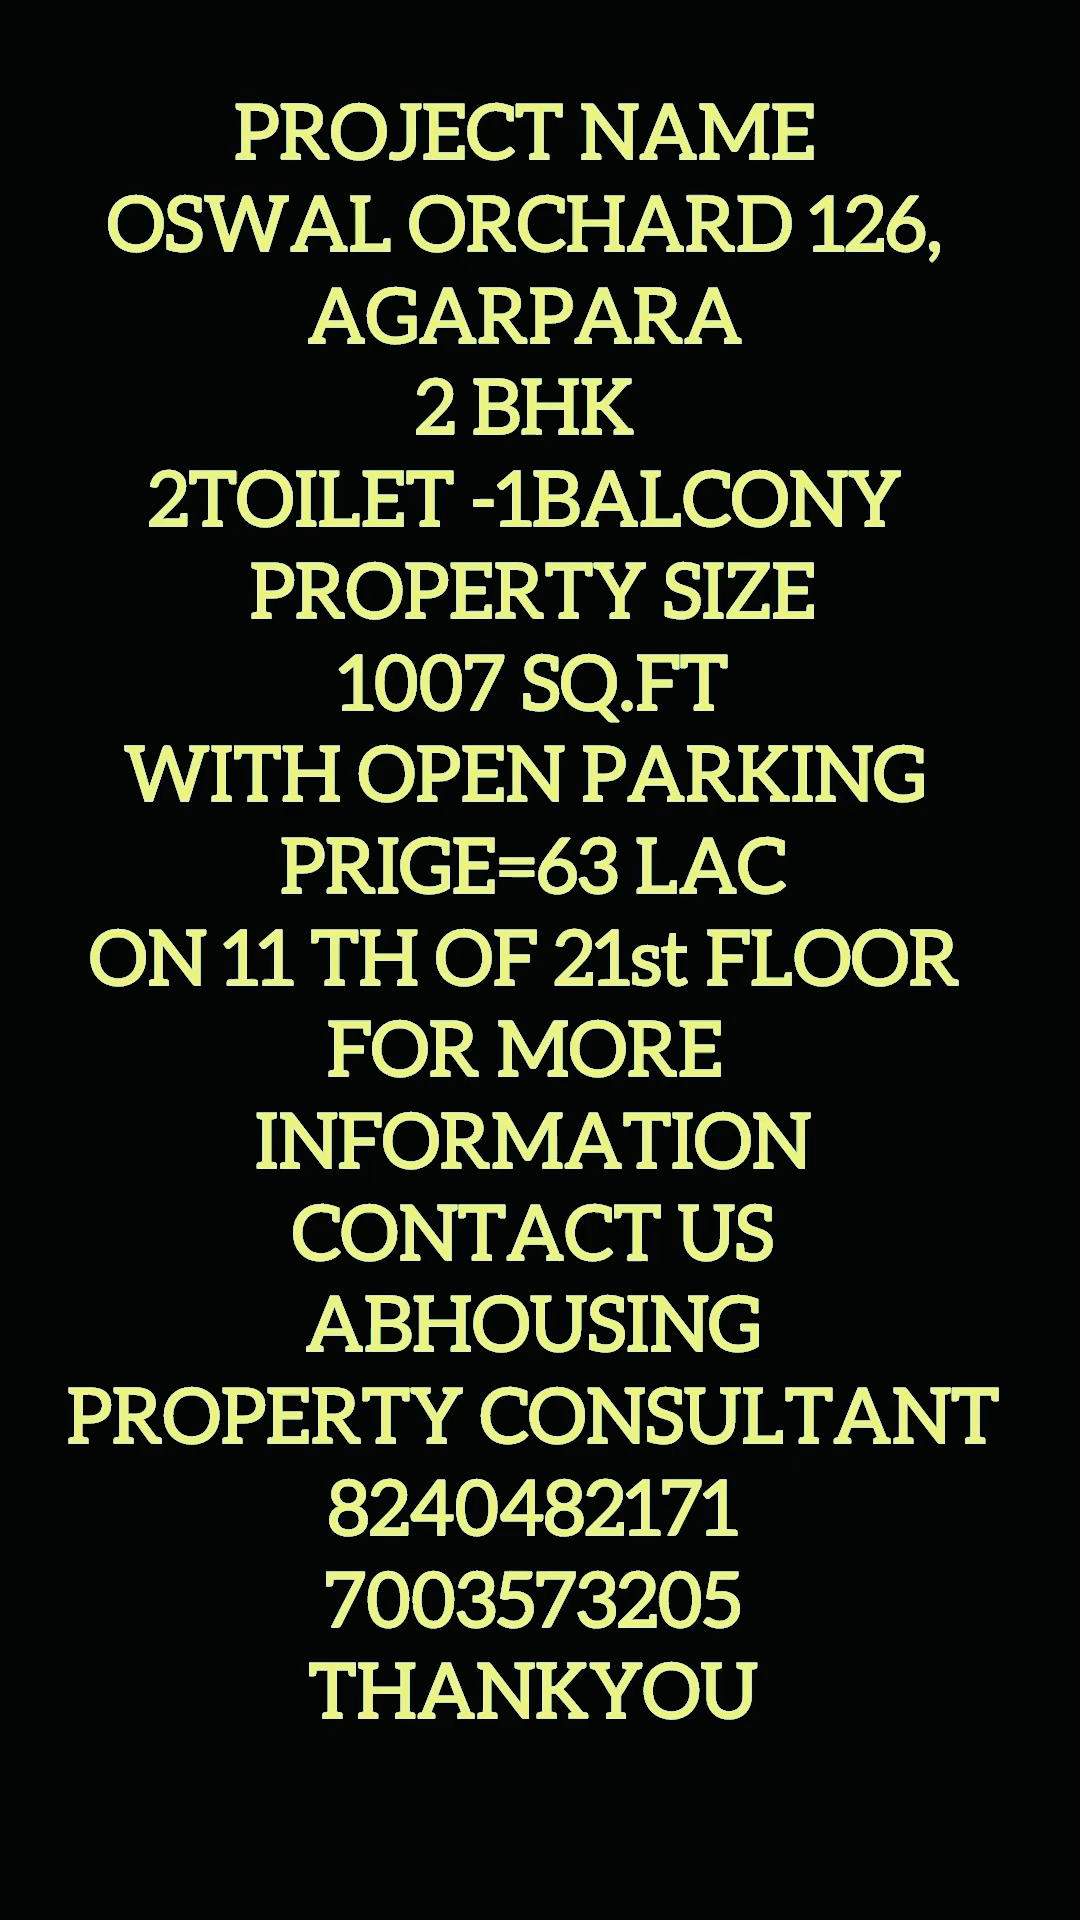 PROJECT NAME
OSWAL ORCHARD 126,
AGARPARA
2 BHK
2TOILET -1BALCONY
PROPERTY SIZE
1007 SQ.FT
WITH OPEN PARKING
PRIGE=63 LAC
ON 11 TH OF 21st FLOOR
FOR MORE
INFORMATION
CONTACT US
ABHOUSING
PROPERTY CONSULTANT
8240482171
7003573205
THANKYOU